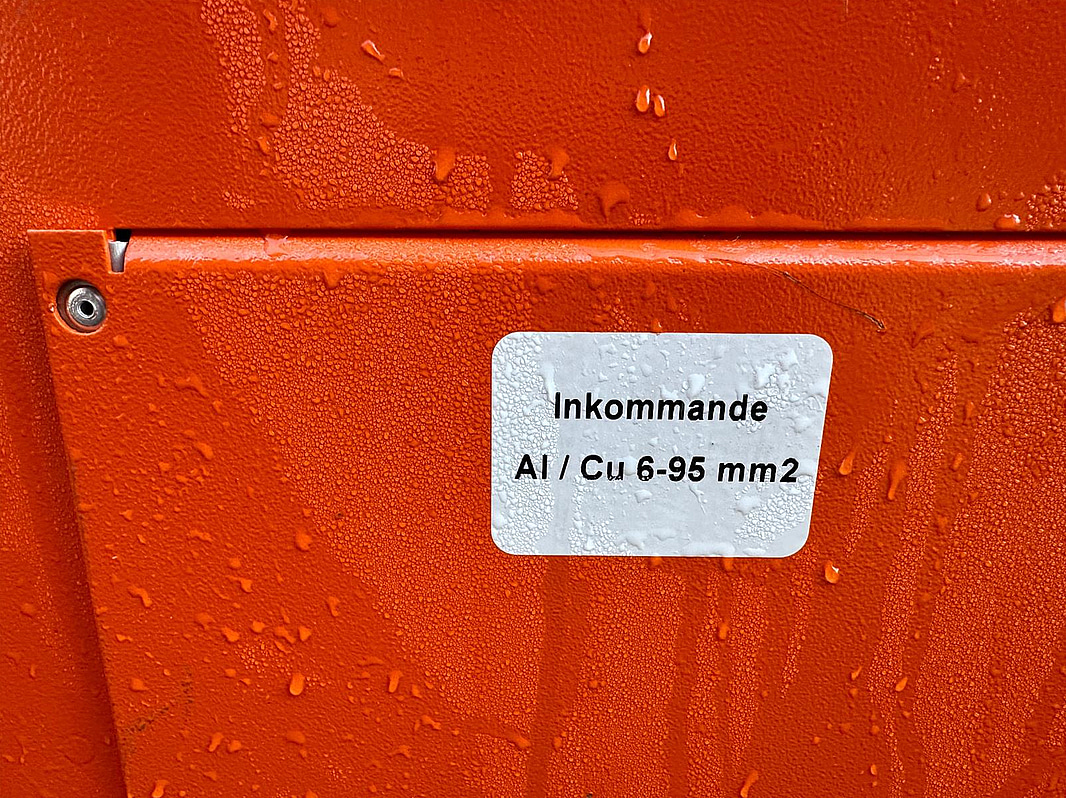 Inkommande
Al / Cu 6-95 mm2